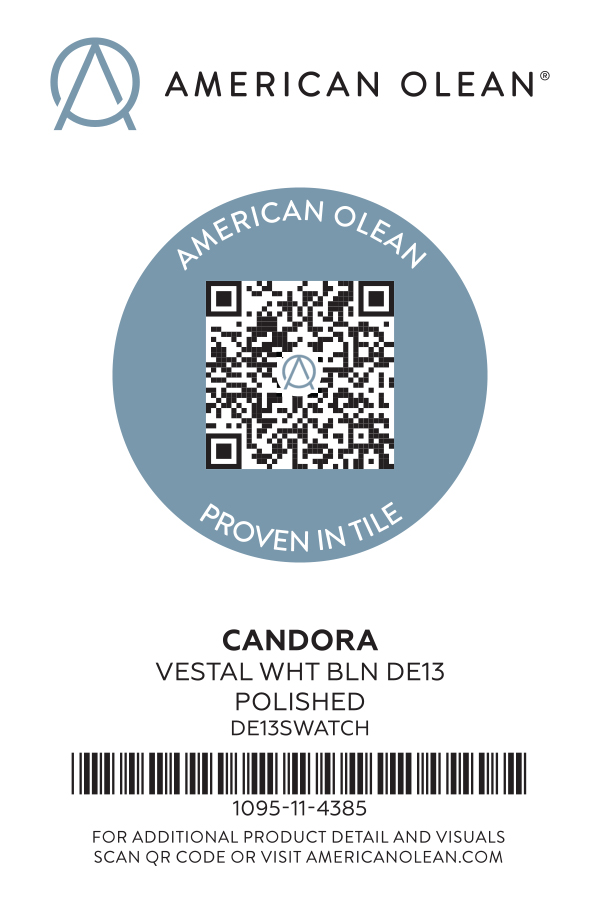 AMERICAN OLEAN®
AMERICAN OLEAN
PROVEN IN TILE
CANDORA
VESTAL WHT BLN DE13
POLISHED
DE13SWATCH
1095-11-4385
FOR ADDITIONAL PRODUCT DETAIL AND VISUALS
SCAN QR CODE OR VISIT AMERICANOLEAN.COM